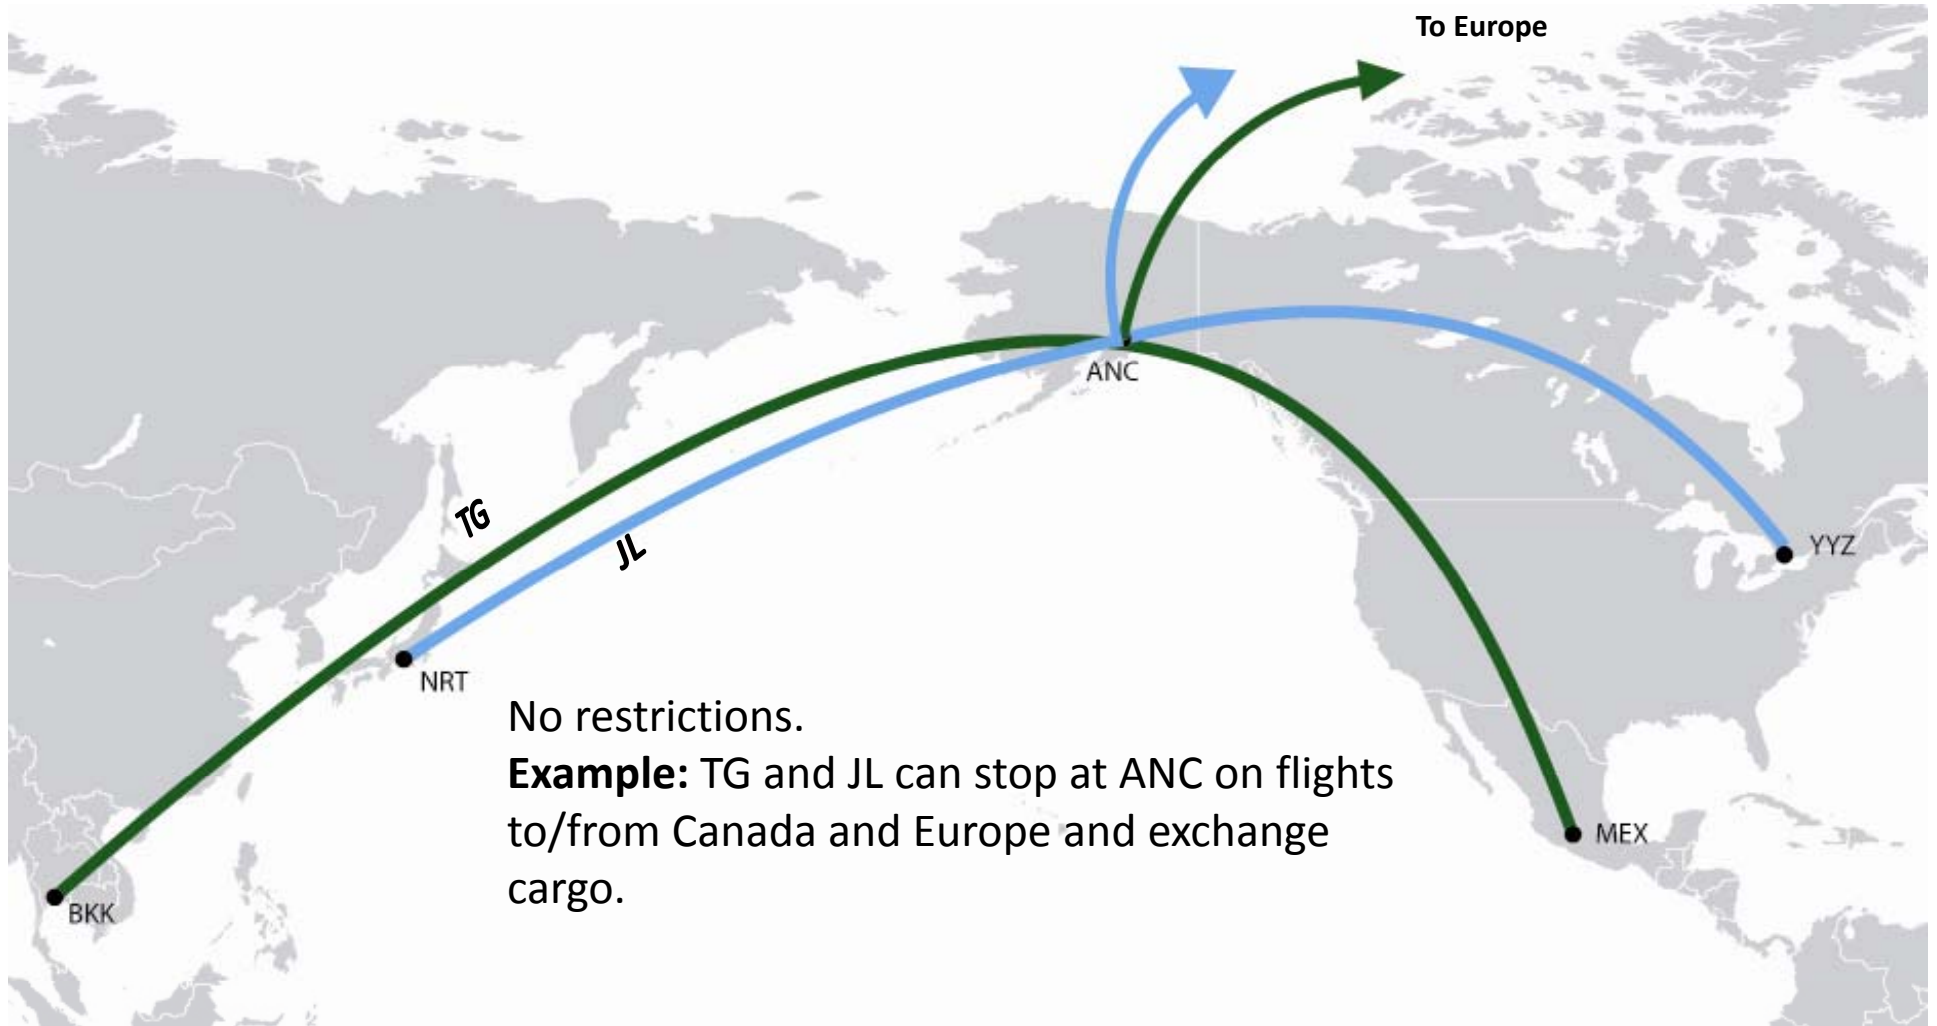 To Europe
ANC
TG
JL
YYZ
NRT
No restrictions.
Example: TG and JL can stop at ANC on flights
to/from Canada and Europe and exchange
cargo.
MEX
BKK